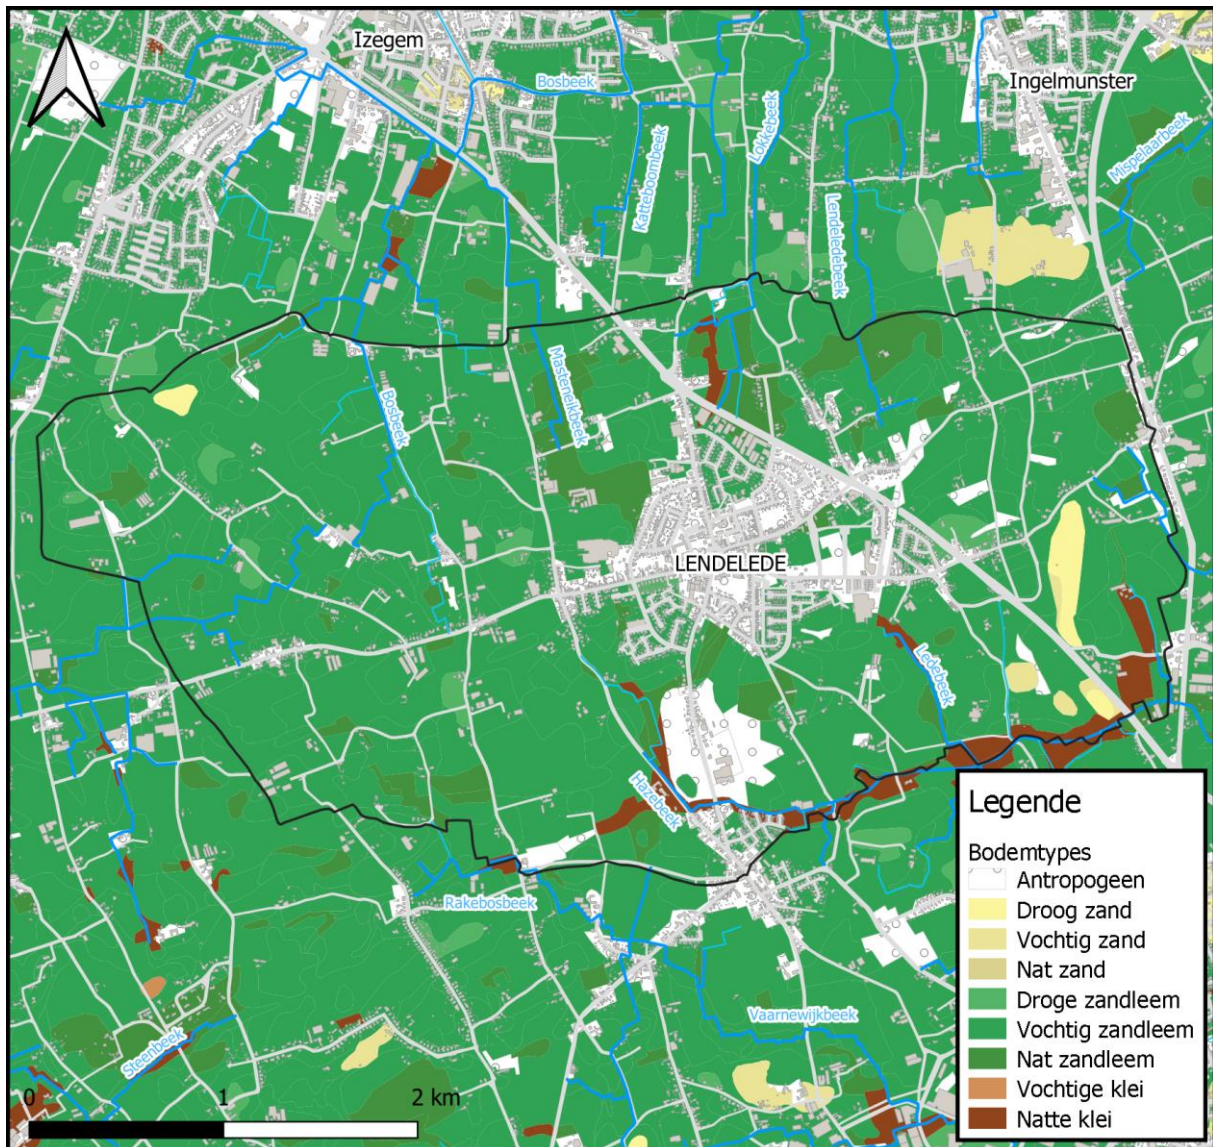 Izegem
Bosbeek
Ingelmunster
Mispelaarbeek
Katteboombeek
Lokkebeek
Lendeledebeek
Masteneikbeek
Bosbeek
LENDELEDE
Ledebeek
Hazebeek
Rakebosbeek
Vaarnewijkbeek
Steenbeek
0 1 2 km
Legende
Bodemtypes
Antropogeen
Droog zand
Vochtig zand
Nat zand
Droge zandleem
Vochtig zandleem
Nat zandleem
Vochtige klei
Natte klei